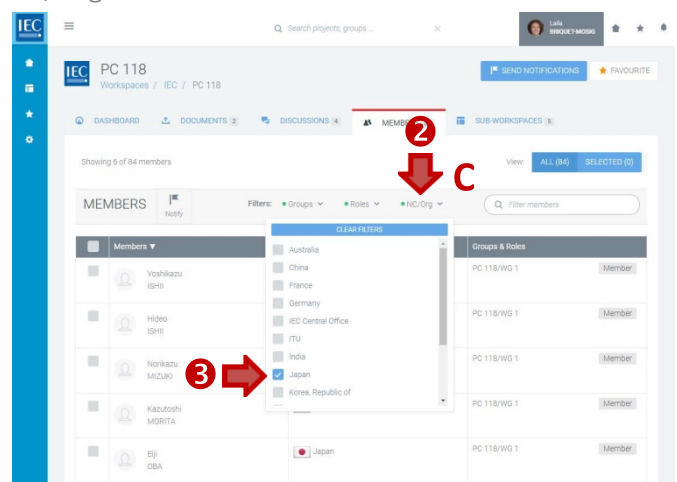 IEC
Search projects, groups ...
Laila
BIRQUET-MOSIG
IEC
PC 118
Workspaces / IEC / PC 118
SEND NOTIFICATIONS
FAVOURITE
DASHBOARD
DOCUMENTS 2
DISCUSSIONS 4
SUB-WORKSPACES
2
Showing 6 of 84 members
C
View:
ALL (84)
SELECTED (0)
MEMBERS
Notify
Filters:
Groups
Roles
NC/Org
Filter members
CLEAR FILTERS
Members
Groups & Roles
Australia
China
France
Germany
IEC Central Office
ITU
India
Japan
Korea, Republic of
Yoshikazu
ISHII
PC 118/WG 1
Member
Hideo
ISHII
PC 118/WG 1
Member
Norikazu
MIZUKI
3
PC 118/WG 1
Member
Kazutoshi
MORITA
PC 118/WG 1
Member
Eiji
OBA
Japan
PC 118/WG 1
Member